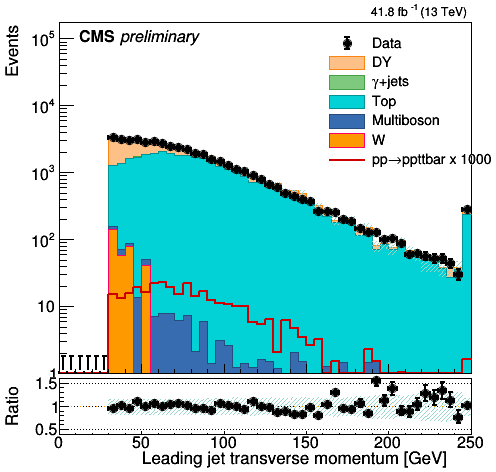 41.8 fb⁻¹ (13 TeV)
CMS preliminary
Events
10⁵
10⁴
10³
10²
10
1
Data
DY
γ+jets
Top
Multiboson
W
pp→ppttbar x 1000
Ratio
1.5
1
0.5
0 50 100 150 200 250
Leading jet transverse momentum [GeV]